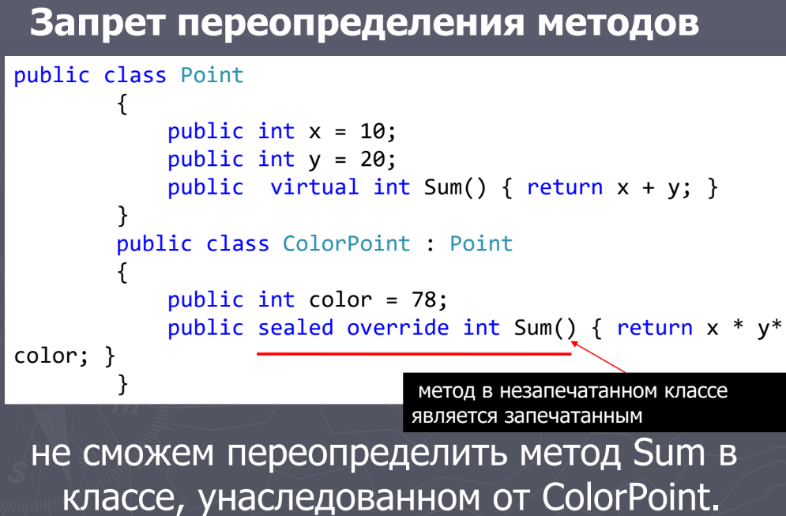 Запрет переопределения методов
public class Point
{
public int x = 10;
public int y = 20;
public  virtual int Sum() { return x + y; }
}
public class ColorPoint : Point
{
public int color = 78;
public sealed override int Sum() { return x * y*
color; }
}
метод в незапечатанном классе
является запечатанным
не сможем переопределить метод Sum в
классе, унаследованном от ColorPoint.